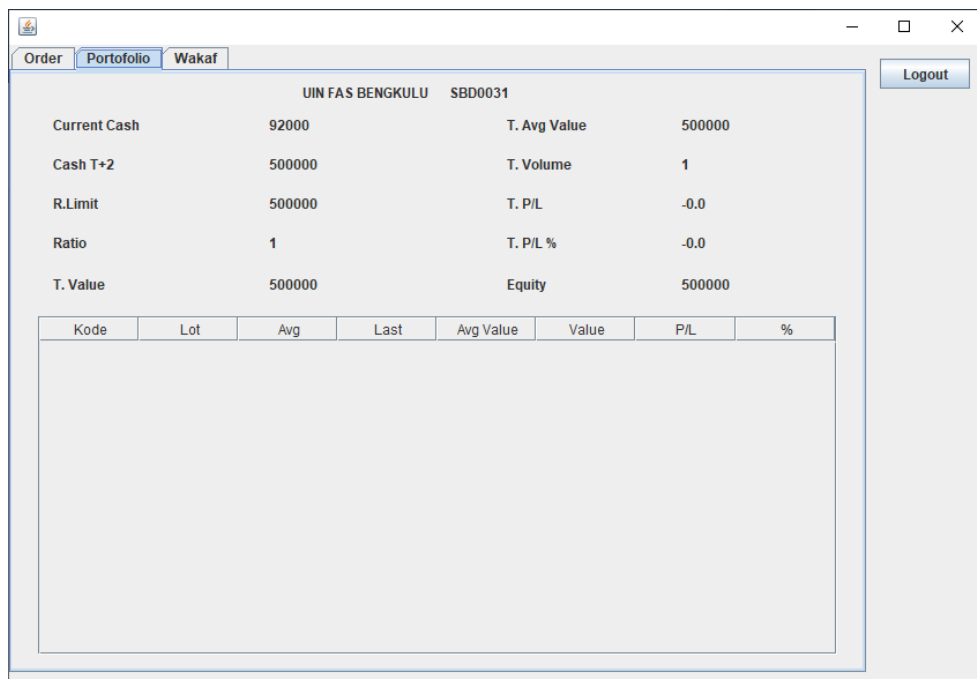 Order Portofolio Wakaf
Logout
UIN FAS BENGKULU SBD0031
Current Cash 92000 T. Avg Value 500000
Cash T+2 500000 T. Volume 1
R.Limit 500000 T. P/L -0.0
Ratio 1 T. P/L % -0.0
T. Value 500000 Equity 500000
Kode Lot Avg Last Avg Value Value P/L %